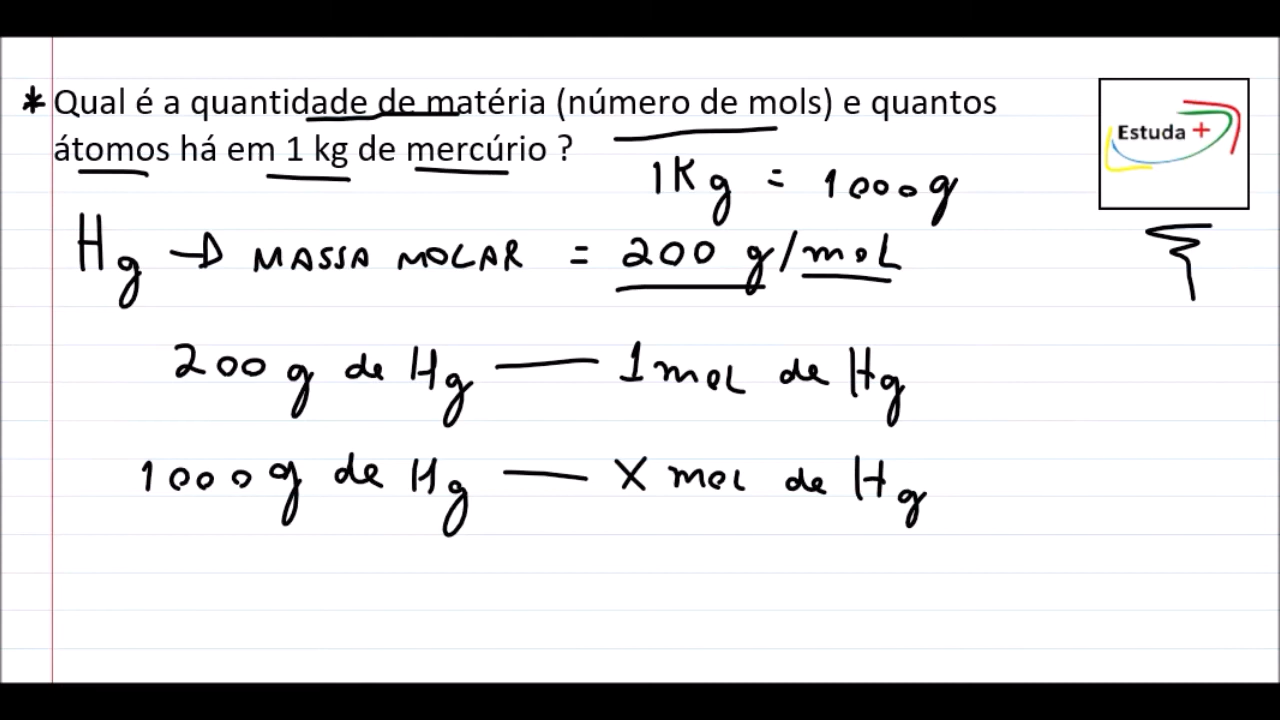 * Qual é a quantidade de matéria (número de mols) e quantos
átomos há em 1 kg de mercúrio ?
Estuda +
1Kg = 1000g
Hg → MASSA MOLAR = 200 g/mol
200 g de Hg — 1 mol de Hg
1000g de Hg — X mol de Hg